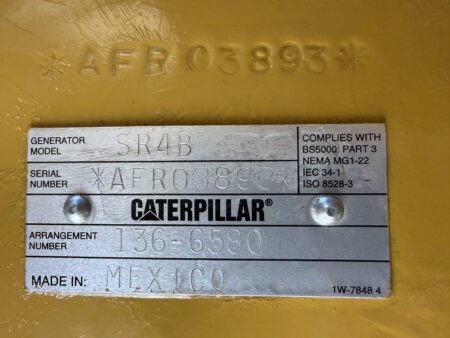 *AFR03893*
GENERATOR MODEL SR4B
SERIAL NUMBER *AFR03893*
COMPLIES WITH
BS5000: PART 3
NEMA MG1-22
IEC 34-1
ISO 8528-3
CATERPILLAR®
ARRANGEMENT NUMBER 136-6580
MADE IN: MEXICO
1W-7848 4